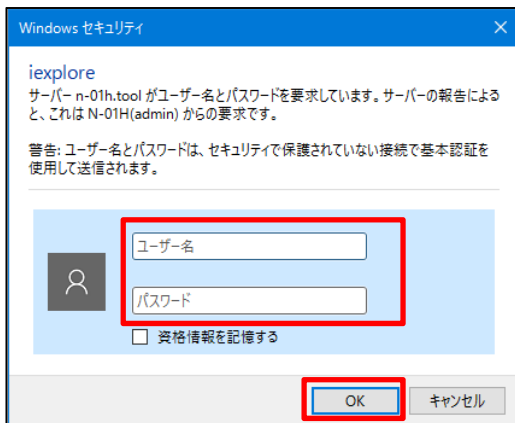 Windows セキュリティ
iexplore
サーバー n-01h.tool がユーザー名とパスワードを要求しています。サーバーの報告による
と、これは N-01H(admin) からの要求です。
警告: ユーザー名とパスワードは、セキュリティで保護されていない接続で基本認証を
使用して送信されます。
ユーザー名
パスワード
資格情報を記憶する
OK キャンセル